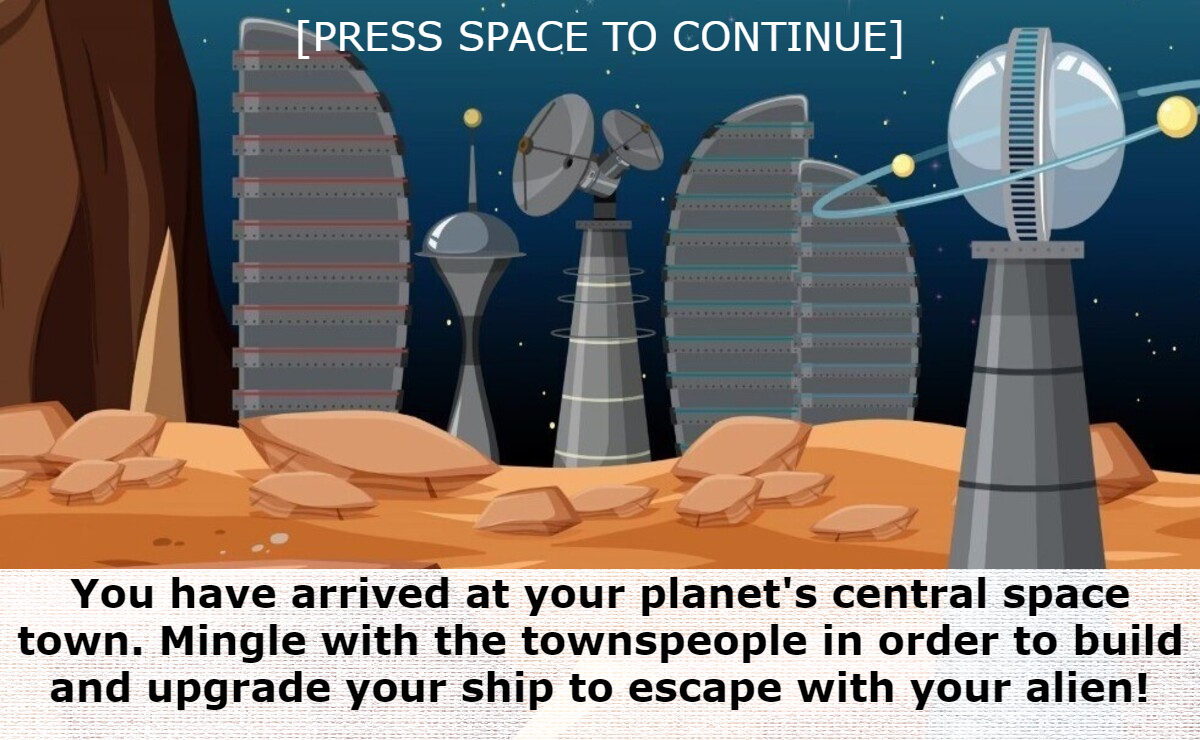 [PRESS SPACE TO CONTINUE]
You have arrived at your planet's central space
town. Mingle with the townspeople in order to build
and upgrade your ship to escape with your alien!